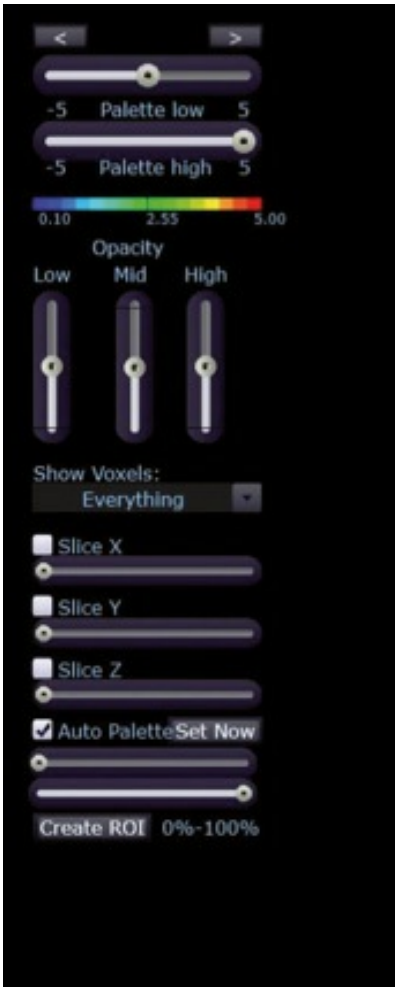 < >
-5 Palette low 5
-5 Palette high 5
0.10 2.55 5.00
Opacity
Low Mid High
Show Voxels:
Everything
Slice X
Slice Y
Slice Z
Auto Palette Set Now
Create ROI 0%-100%